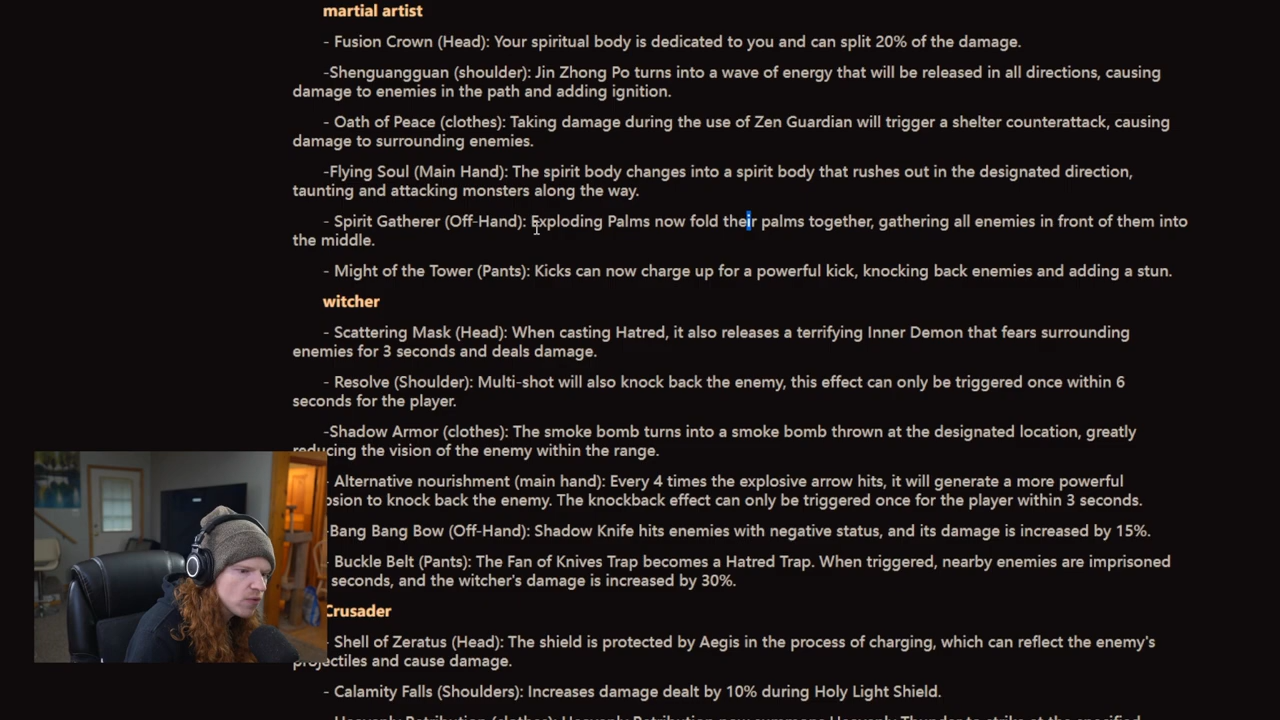 martial artist
- Fusion Crown (Head): Your spiritual body is dedicated to you and can split 20% of the damage.
-Shenguangguan (shoulder): Jin Zhong Po turns into a wave of energy that will be released in all directions, causing
damage to enemies in the path and adding ignition.
- Oath of Peace (clothes): Taking damage during the use of Zen Guardian will trigger a shelter counterattack, causing
damage to surrounding enemies.
-Flying Soul (Main Hand): The spirit body changes into a spirit body that rushes out in the designated direction,
taunting and attacking monsters along the way.
- Spirit Gatherer (Off-Hand): Exploding Palms now fold their palms together, gathering all enemies in front of them into
the middle.
- Might of the Tower (Pants): Kicks can now charge up for a powerful kick, knocking back enemies and adding a stun.
witcher
- Scattering Mask (Head): When casting Hatred, it also releases a terrifying Inner Demon that fears surrounding
enemies for 3 seconds and deals damage.
- Resolve (Shoulder): Multi-shot will also knock back the enemy, this effect can only be triggered once within 6
seconds for the player.
-Shadow Armor (clothes): The smoke bomb turns into a smoke bomb thrown at the designated location, greatly
reducing the vision of the enemy within the range.
- Alternative nourishment (main hand): Every 4 times the explosive arrow hits, it will generate a more powerful
to knock back the enemy. The knockback effect can only be triggered once for the player within 3 seconds.
-Bang Bang Bow (Off-Hand): Shadow Knife hits enemies with negative status, and its damage is increased by 15%.
- Buckle Belt (Pants): The Fan of Knives Trap becomes a Hatred Trap. When triggered, nearby enemies are imprisoned
seconds, and the witcher's damage is increased by 30%.
Crusader
- Shell of Zeratus (Head): The shield is protected by Aegis in the process of charging, which can reflect the enemy's
projectiles and cause damage.
- Calamity Falls (Shoulders): Increases damage dealt by 10% during Holy Light Shield.